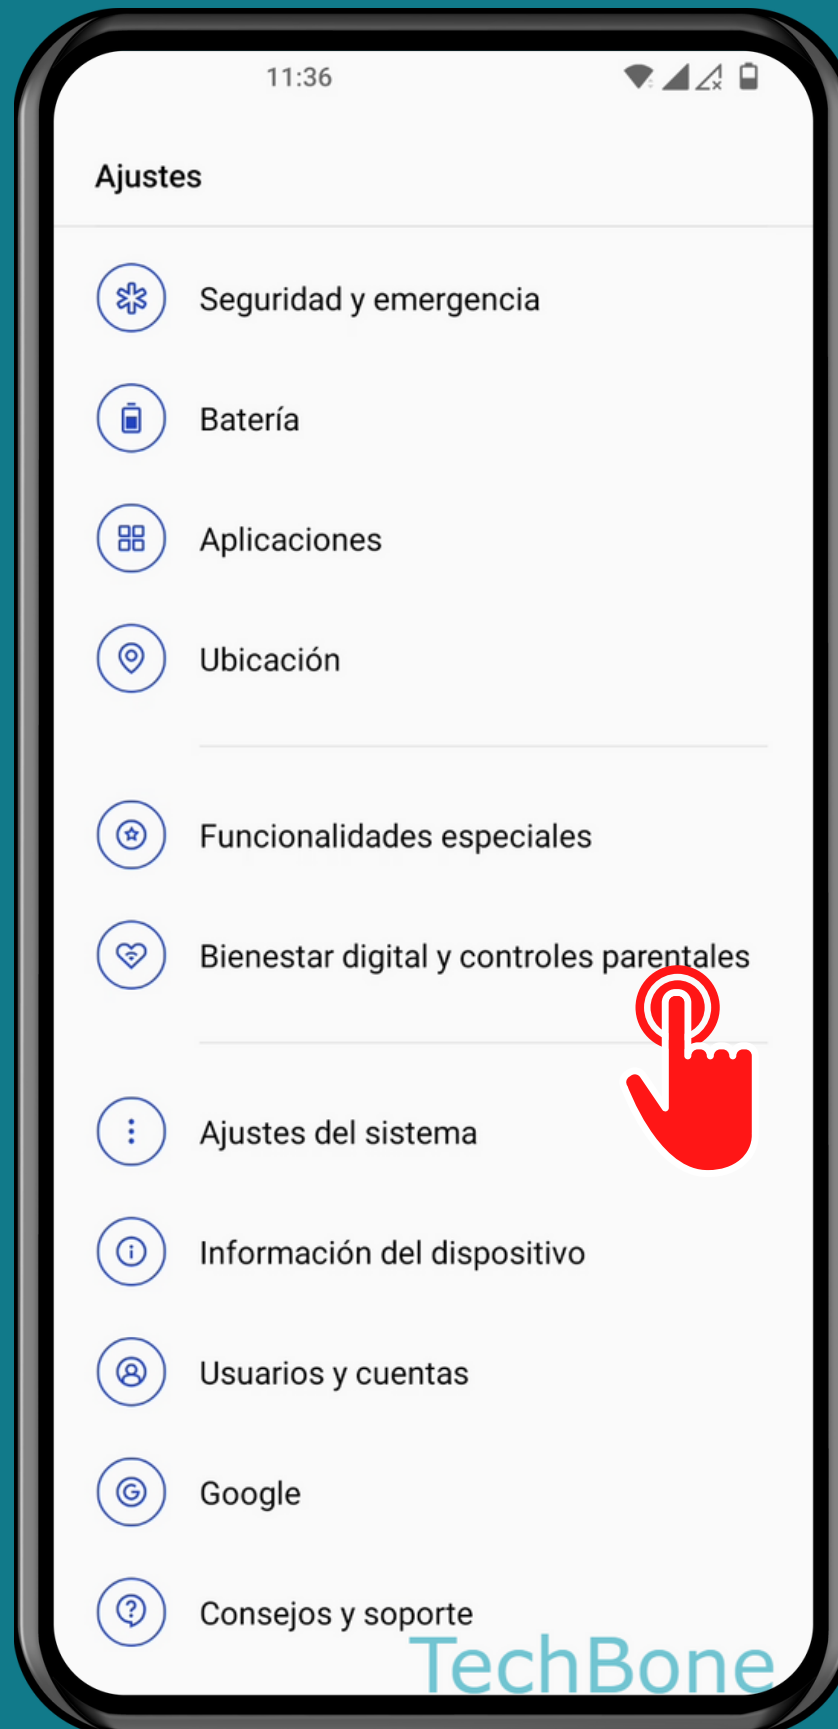 11:36
Ajustes
Seguridad y emergencia
Batería
Aplicaciones
Ubicación
Funcionalidades especiales
Bienestar digital y controles parentales
Ajustes del sistema
Información del dispositivo
Usuarios y cuentas
Google
Consejos y soporte
TechBone